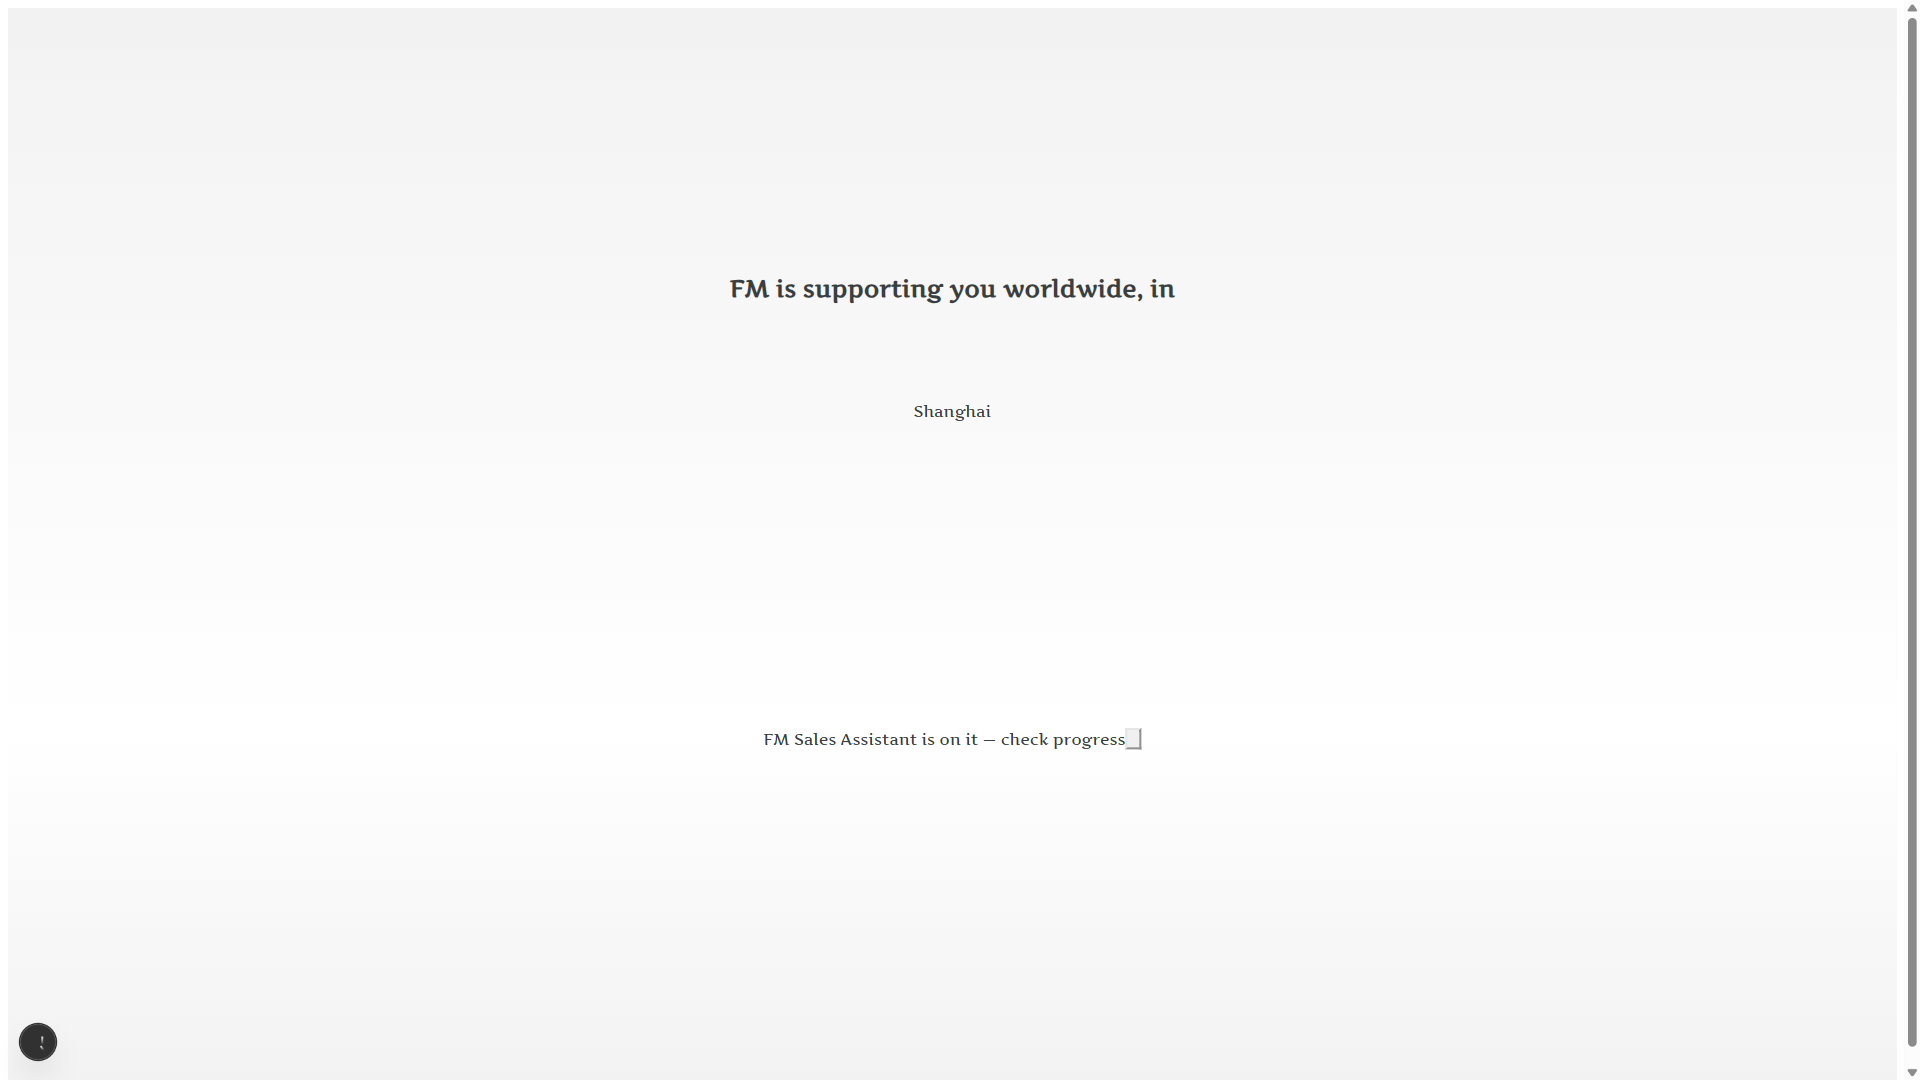 FM is supporting you worldwide, in
Shanghai
FM Sales Assistant is on it – check progress